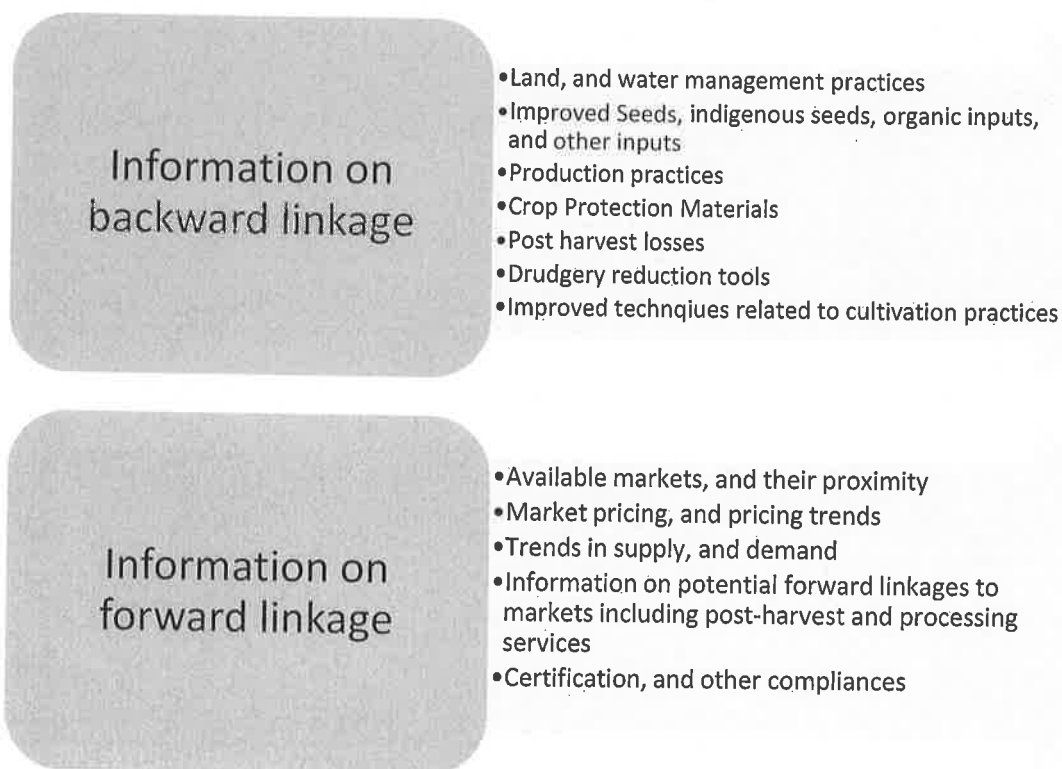 Information on
backward linkage
•Land, and water management practices
•Improved Seeds, indigenous seeds, organic inputs,
and other inputs
•Production practices
•Crop Protection Materials
•Post harvest losses
•Drudgery reduction tools
•Improved technqiues related to cultivation practices
Information on
forward linkage
•Available markets, and their proximity
•Market pricing, and pricing trends
•Trends in supply, and demand
•Information on potential forward linkages to
markets including post-harvest and processing
services
•Certification, and other compliances